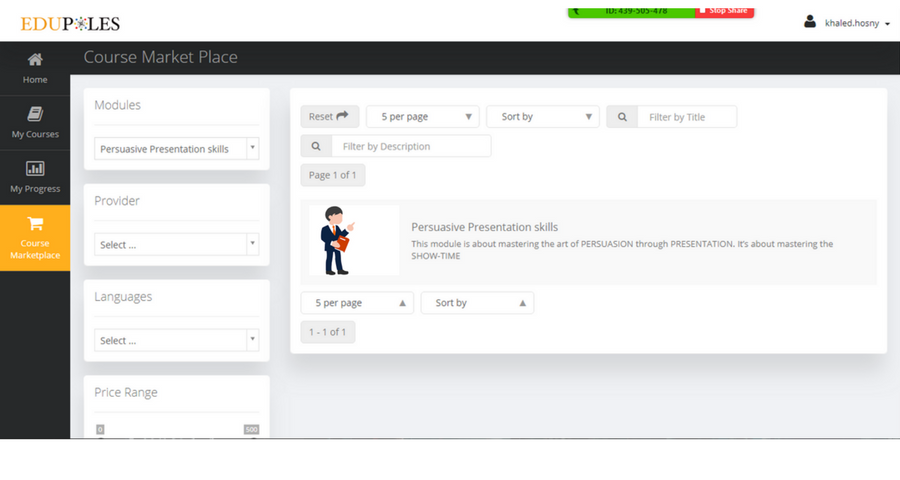 EDUPOLES
ID: 439-505-478
Stop Share
khaled.hosny
Home
My Courses
My Progress
Course
Marketplace
Course Market Place
Modules
Persuasive Presentation skills
Provider
Select ...
Languages
Select ...
Price Range
0
500
Reset
5 per page
Sort by
Filter by Title
Filter by Description
Page 1 of 1
Persuasive Presentation skills
This module is about mastering the art of PERSUASION through PRESENTATION. It's about mastering the
SHOW-TIME
5 per page
Sort by
1 - 1 of 1